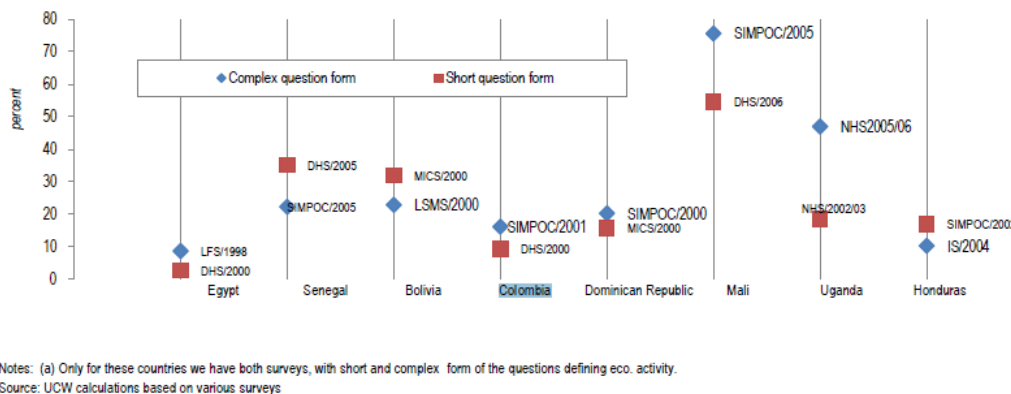 80
70
60
50
40
30
20
10
0
percent
Complex question form
Short question form
LFS/1998
DHS/2000
DHS/2005
SIMPOC/2005
MICS/2000
LSMS/2000
SIMPOC/2001
DHS/2000
SIMPOC/2000
MICS/2000
SIMPOC/2005
DHS/2006
NHS2005/06
NHS/2002/03
SIMPOC/200
IS/2004
Egypt
Senegal
Bolivia
Colombia
Dominican Republic
Mali
Uganda
Honduras
Notes: (a) Only for these countries we have both surveys, with short and complex form of the questions defining eco. activity.
Source: UCW calculations based on various surveys